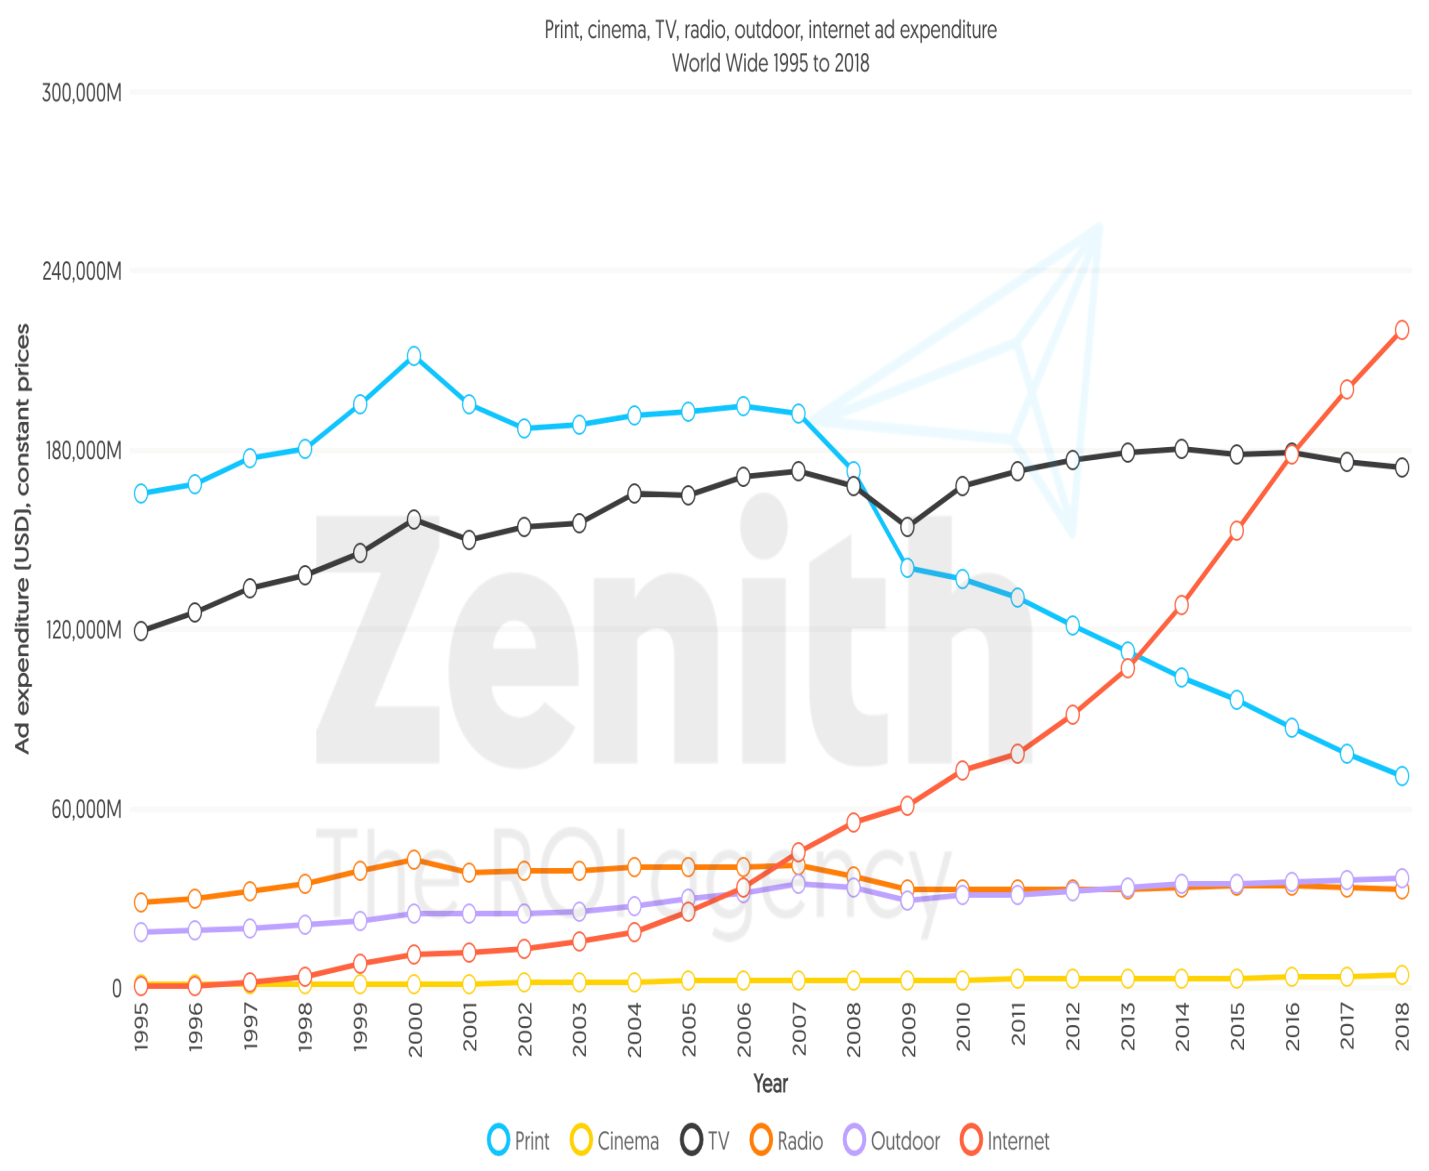 Print, cinema, TV, radio, outdoor, internet ad expenditure
World Wide 1995 to 2018
300,000M
240,000M
180,000M
120,000M
60,000M
0
Ad expenditure (USD), constant prices
Zenith
The ROI agency
1995 1996 1997 1998 1999 2000 2001 2002 2003 2004 2005 2006 2007 2008 2009 2010 2011 2012 2013 2014 2015 2016 2017 2018
Year
Print Cinema TV Radio Outdoor Internet